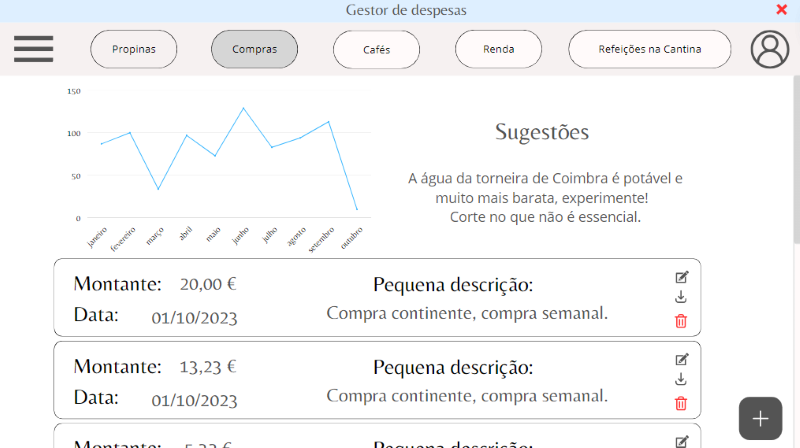 Gestor de despesas
Propinas
Compras
Cafés
Renda
Refeições na Cantina
150
100
50
0
janeiro
fevereiro
março
abril
maio
junho
julho
agosto
setembro
outubro
Sugestões
A água da torneira de Coimbra é potável e
muito mais barata, experimente!
Corte no que não é essencial.
Montante: 20,00 €
Data: 01/10/2023
Pequena descrição:
Compra continente, compra semanal.
Montante: 13,23 €
Data: 01/10/2023
Pequena descrição:
Compra continente, compra semanal.
Montante: 5,23 €
Pequena descrição: